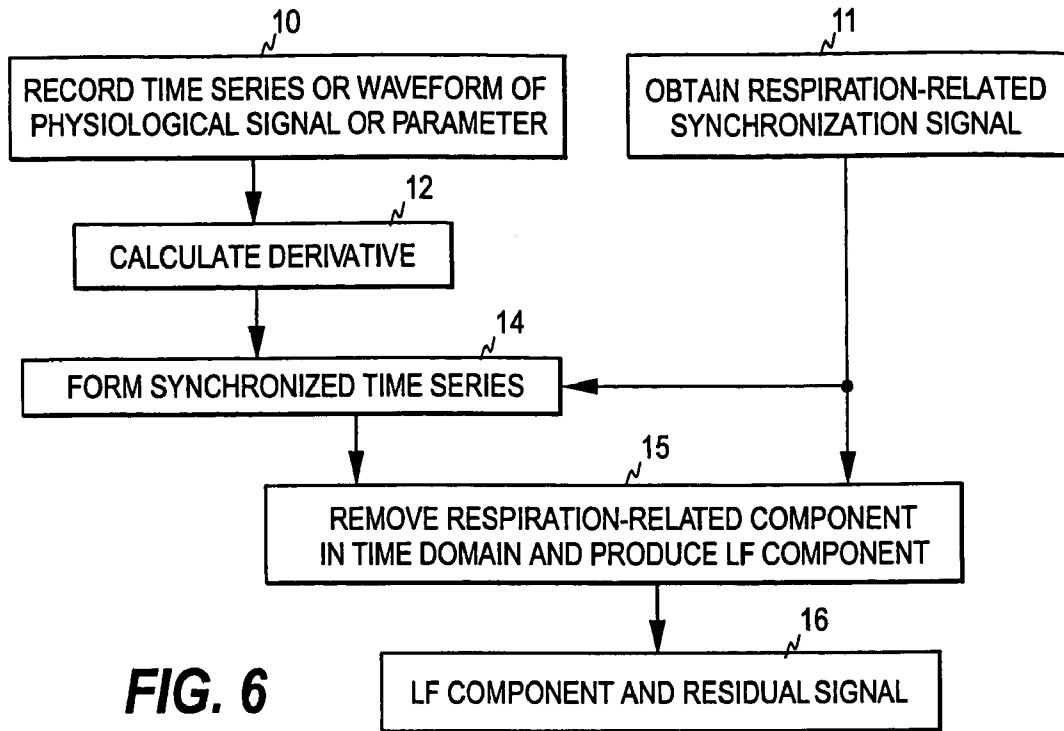 10
RECORD TIME SERIES OR WAVEFORM OF
PHYSIOLOGICAL SIGNAL OR PARAMETER
11
OBTAIN RESPIRATION-RELATED
SYNCHRONIZATION SIGNAL
12
CALCULATE DERIVATIVE
14
FORM SYNCHRONIZED TIME SERIES
15
REMOVE RESPIRATION-RELATED COMPONENT
IN TIME DOMAIN AND PRODUCE LF COMPONENT
16
LF COMPONENT AND RESIDUAL SIGNAL
FIG. 6